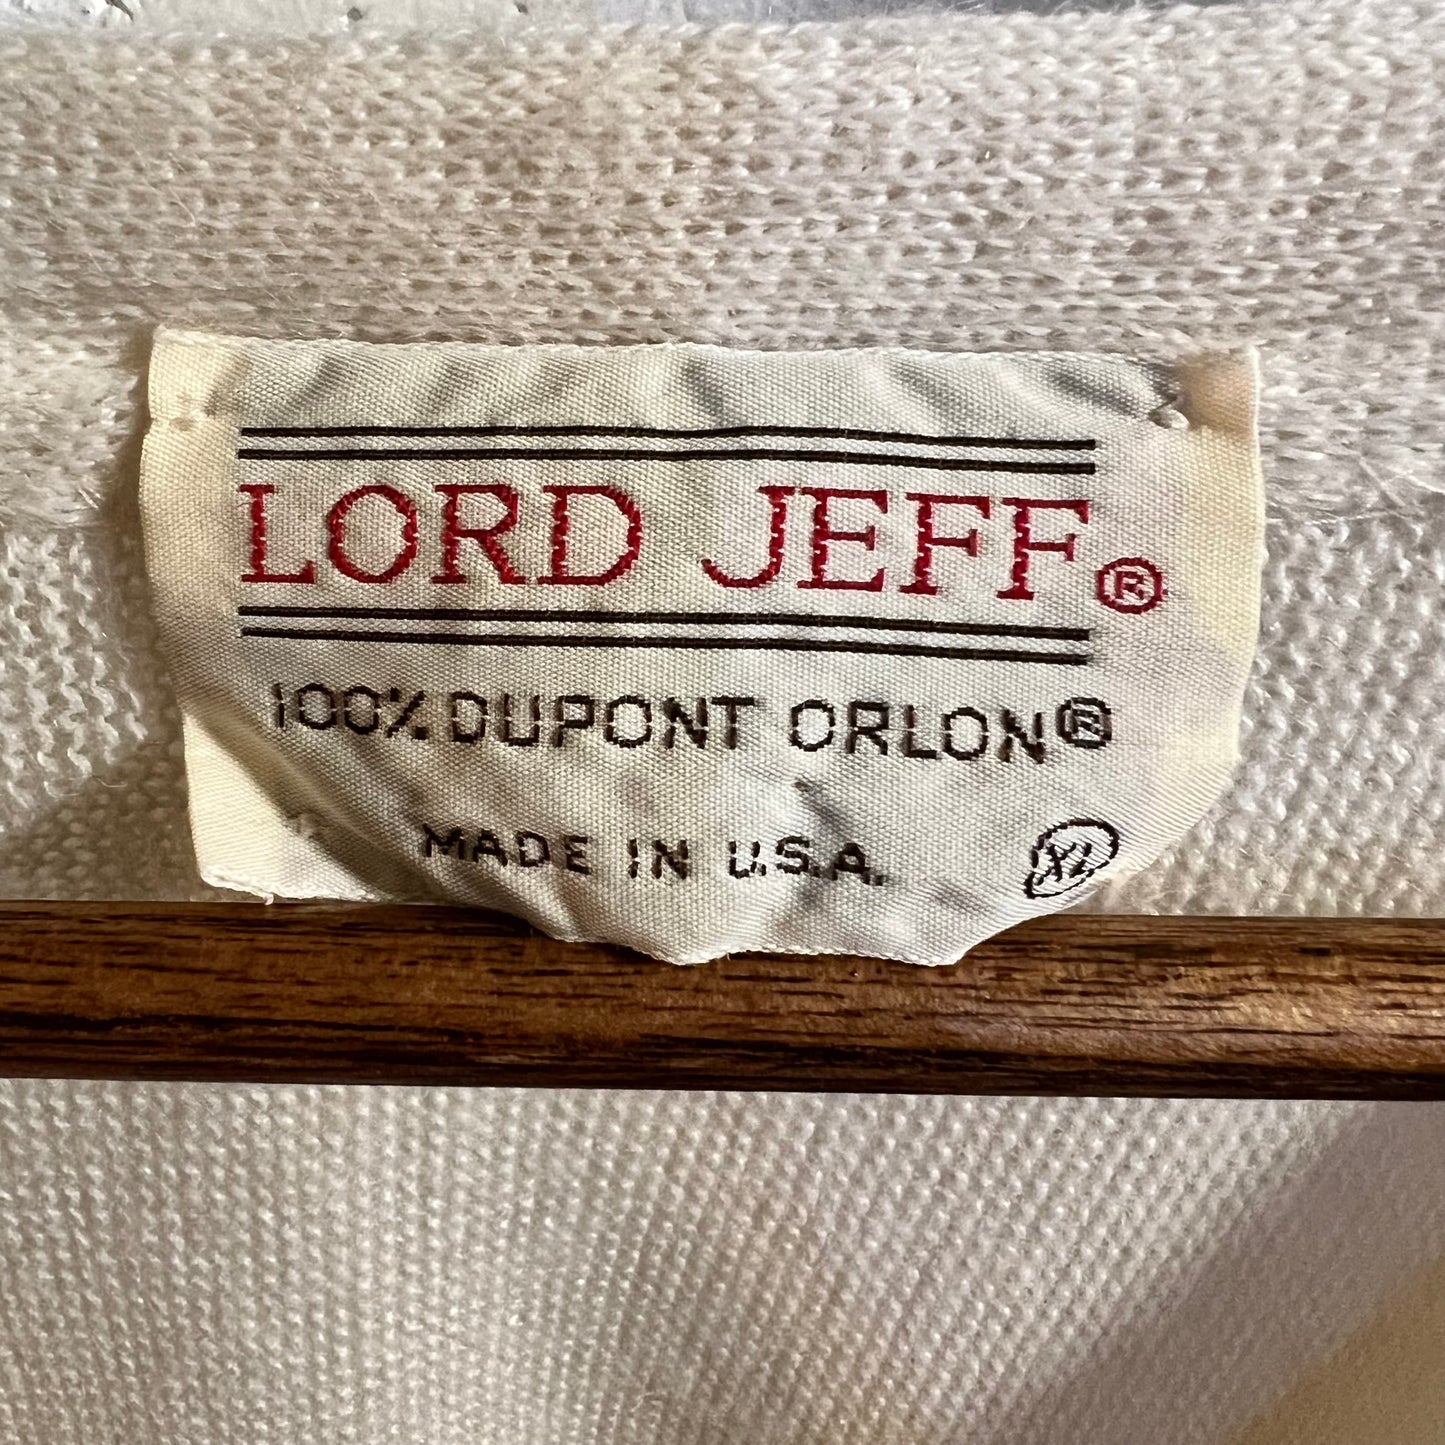 LORD JEFF®
100% DUPONT ORLON®
MADE IN U.S.A.
XL